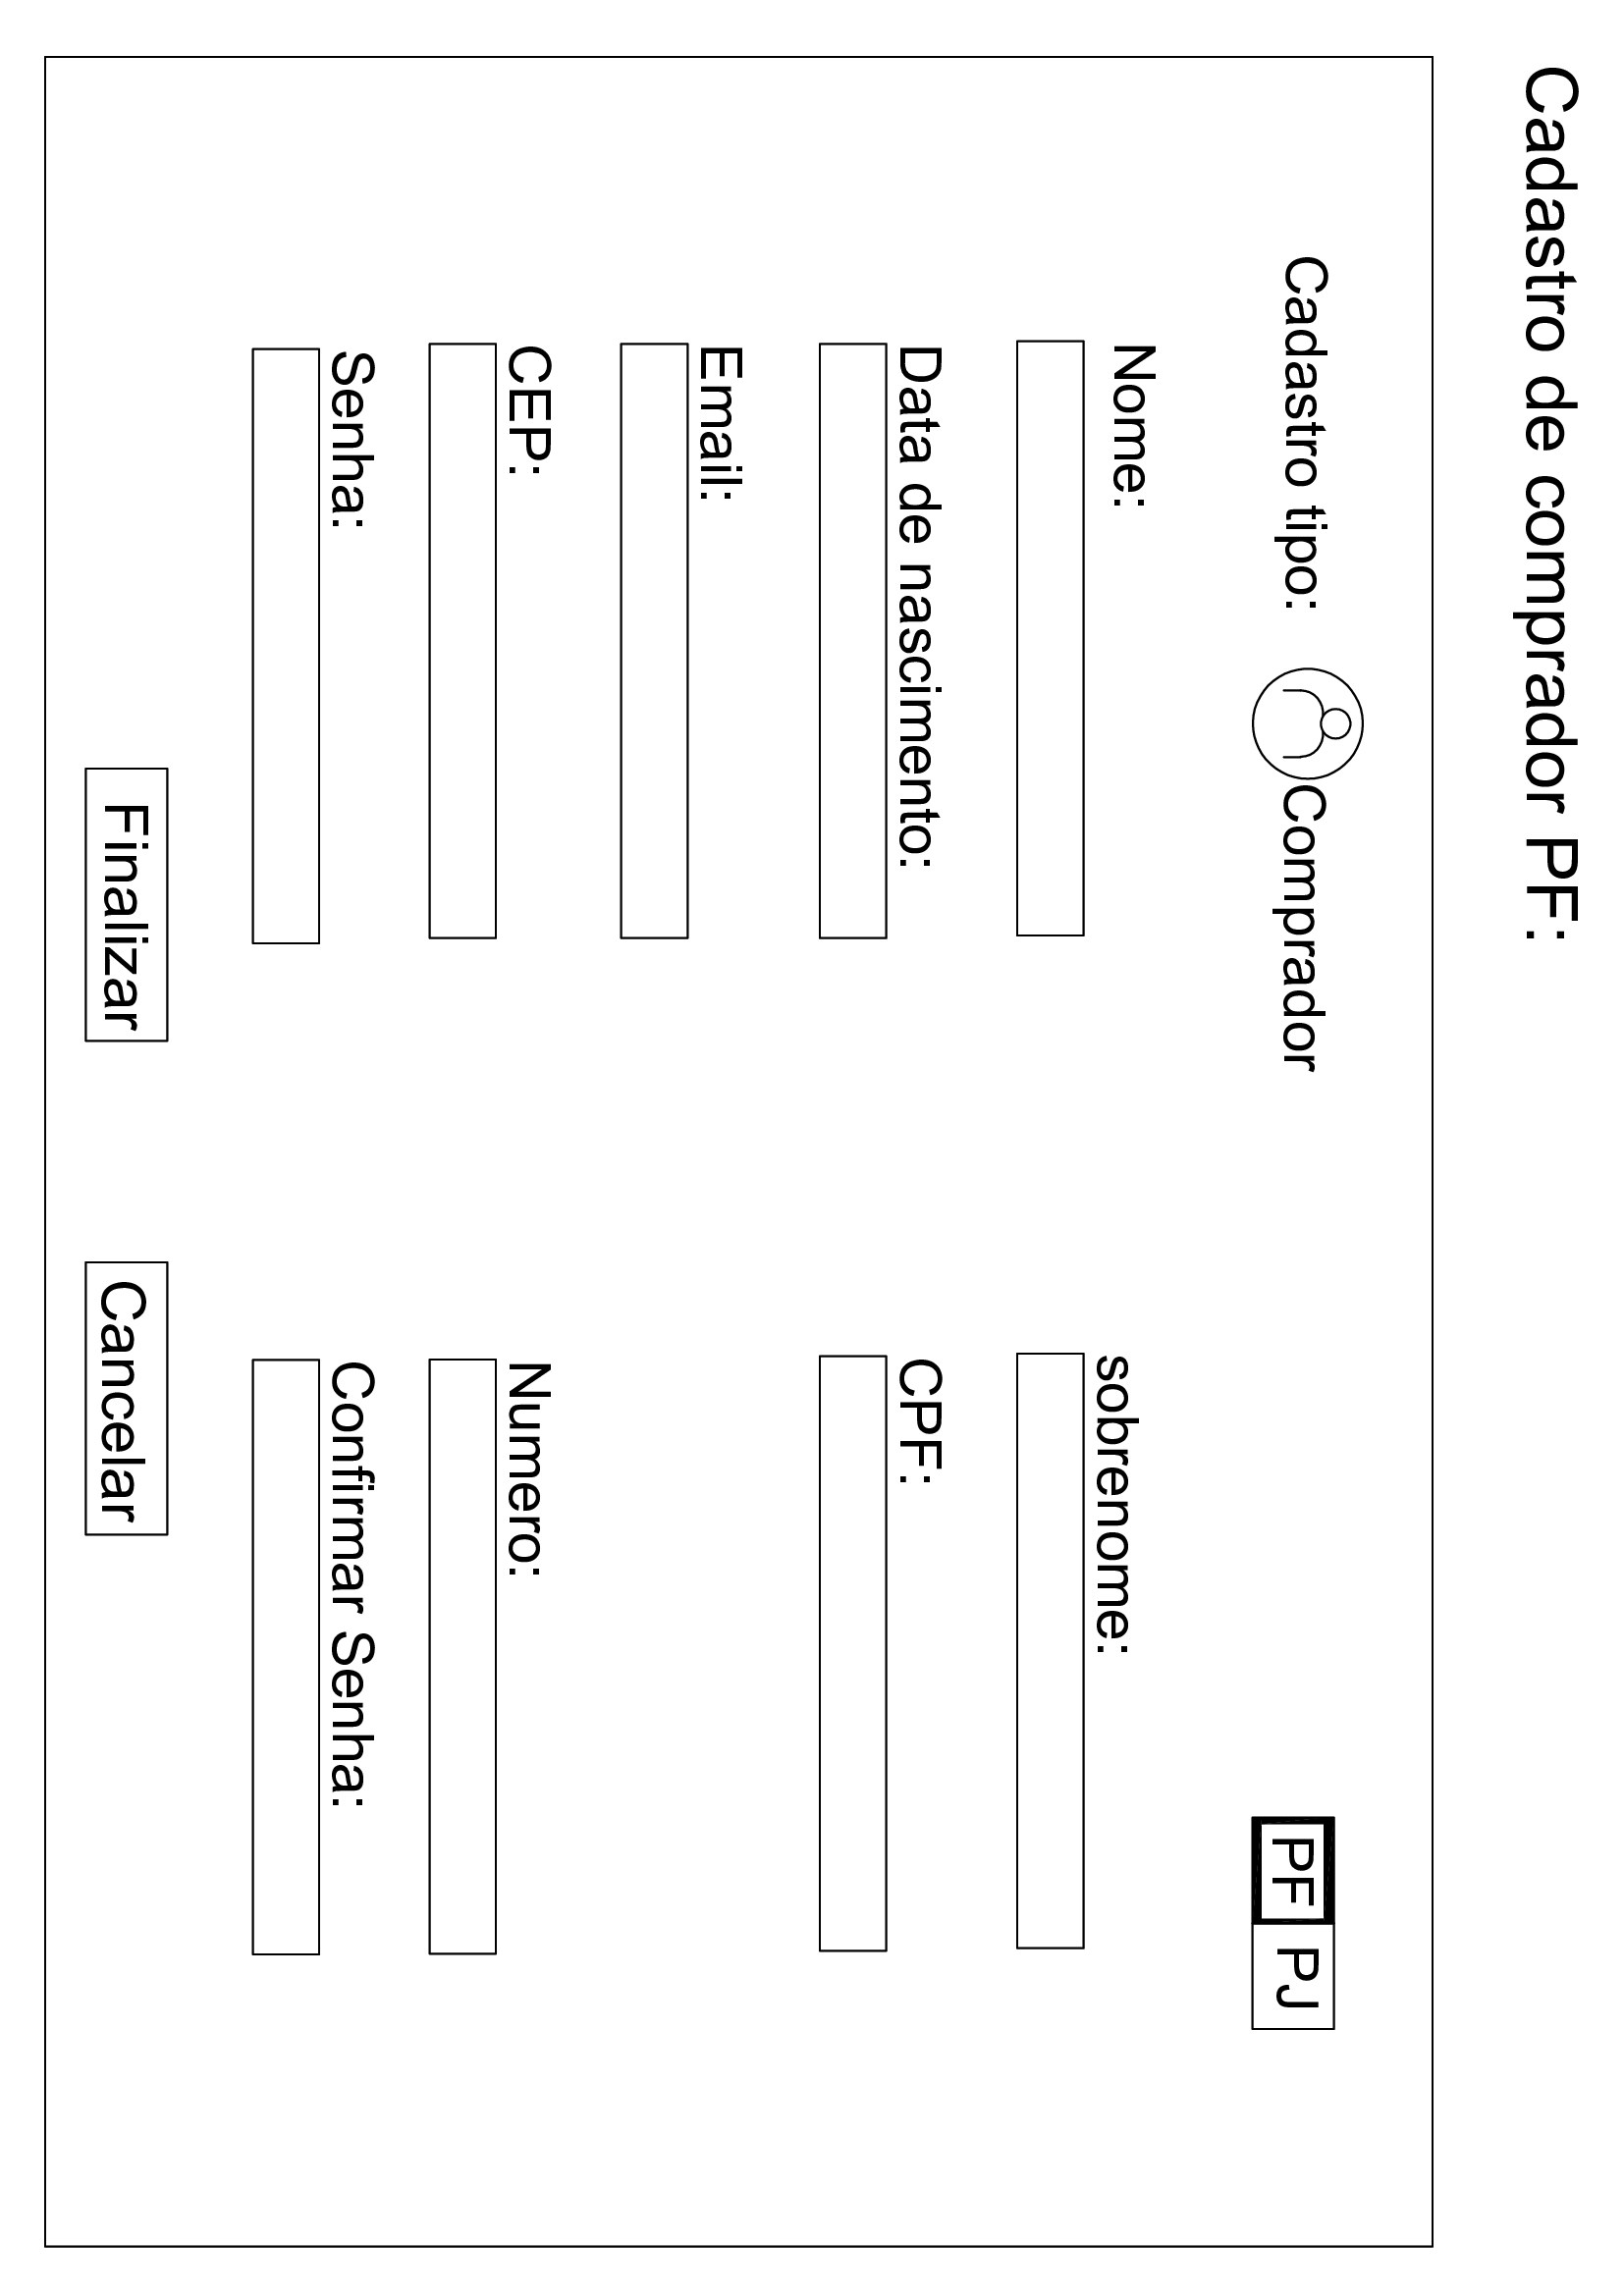 Cadastro de comprador PF:
Cadastro tipo: Comprador PF PJ
Nome: sobrenome:
Data de nascimento: CPF:
Email:
CEP: Numero:
Senha: Confirmar Senha:
Finalizar Cancelar